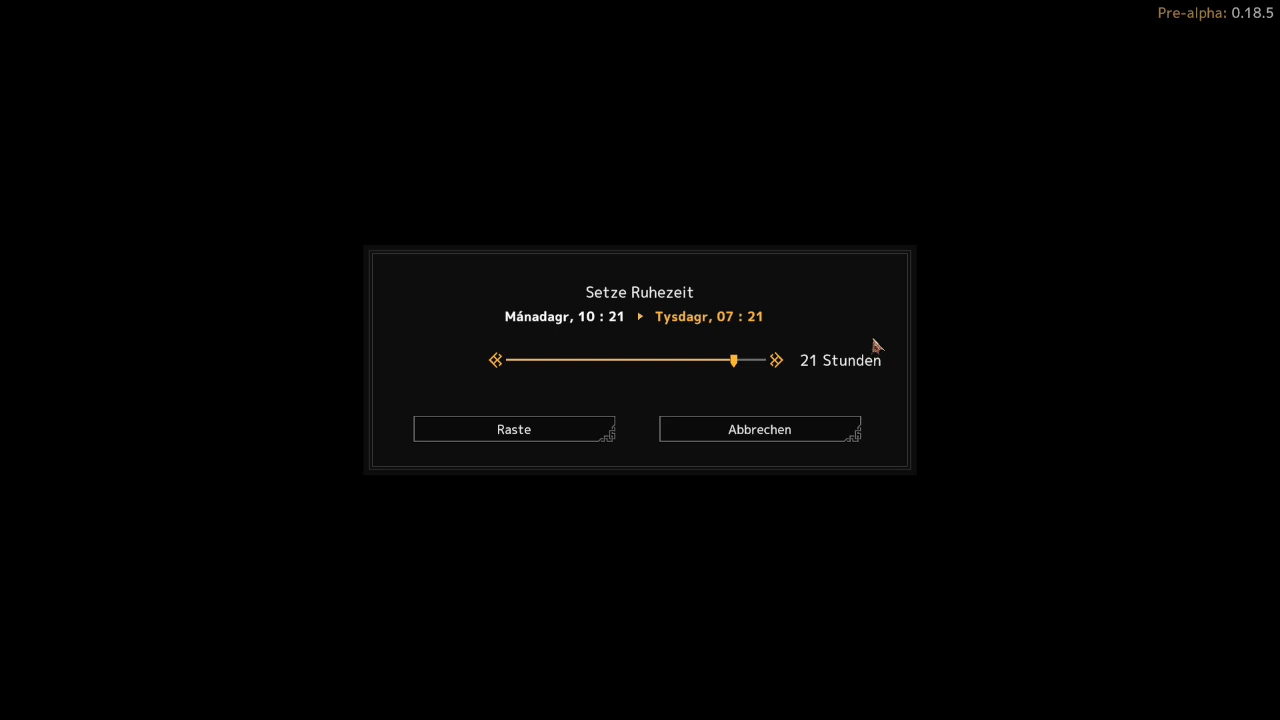 Pre-alpha: 0.18.5
Setze Ruhezeit
Mánadagr, 10 : 21 Tysdagr, 07 : 21
21 Stunden
Raste Abbrechen